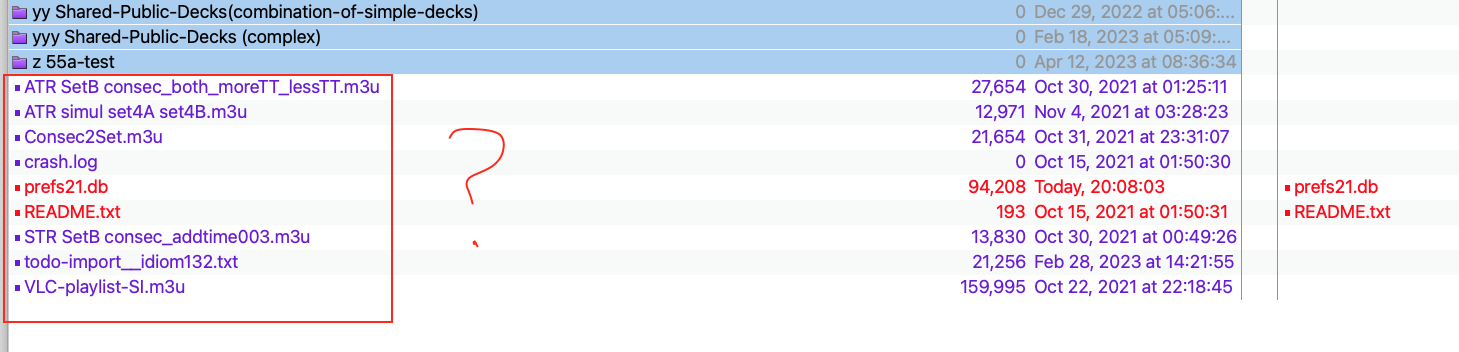 yy Shared-Public-Decks(combination-of-simple-decks) 0 Dec 29, 2022 at 05:06:...
yyy Shared-Public-Decks (complex) 0 Feb 18, 2023 at 05:09:...
z 55a-test 0 Apr 12, 2023 at 08:36:34
ATR SetB consec_both_moreTT_lessTT.m3u 27,654 Oct 30, 2021 at 01:25:11
ATR simul set4A set4B.m3u 12,971 Nov 4, 2021 at 03:28:23
Consec2Set.m3u 21,654 Oct 31, 2021 at 23:31:07
crash.log 0 Oct 15, 2021 at 01:50:30
prefs21.db 94,208 Today, 20:08:03 prefs21.db
README.txt 193 Oct 15, 2021 at 01:50:31 README.txt
STR SetB consec_addtime003.m3u 13,830 Oct 30, 2021 at 00:49:26
todo-import__idiom132.txt 21,256 Feb 28, 2023 at 14:21:55
VLC-playlist-SI.m3u 159,995 Oct 22, 2021 at 22:18:45
?